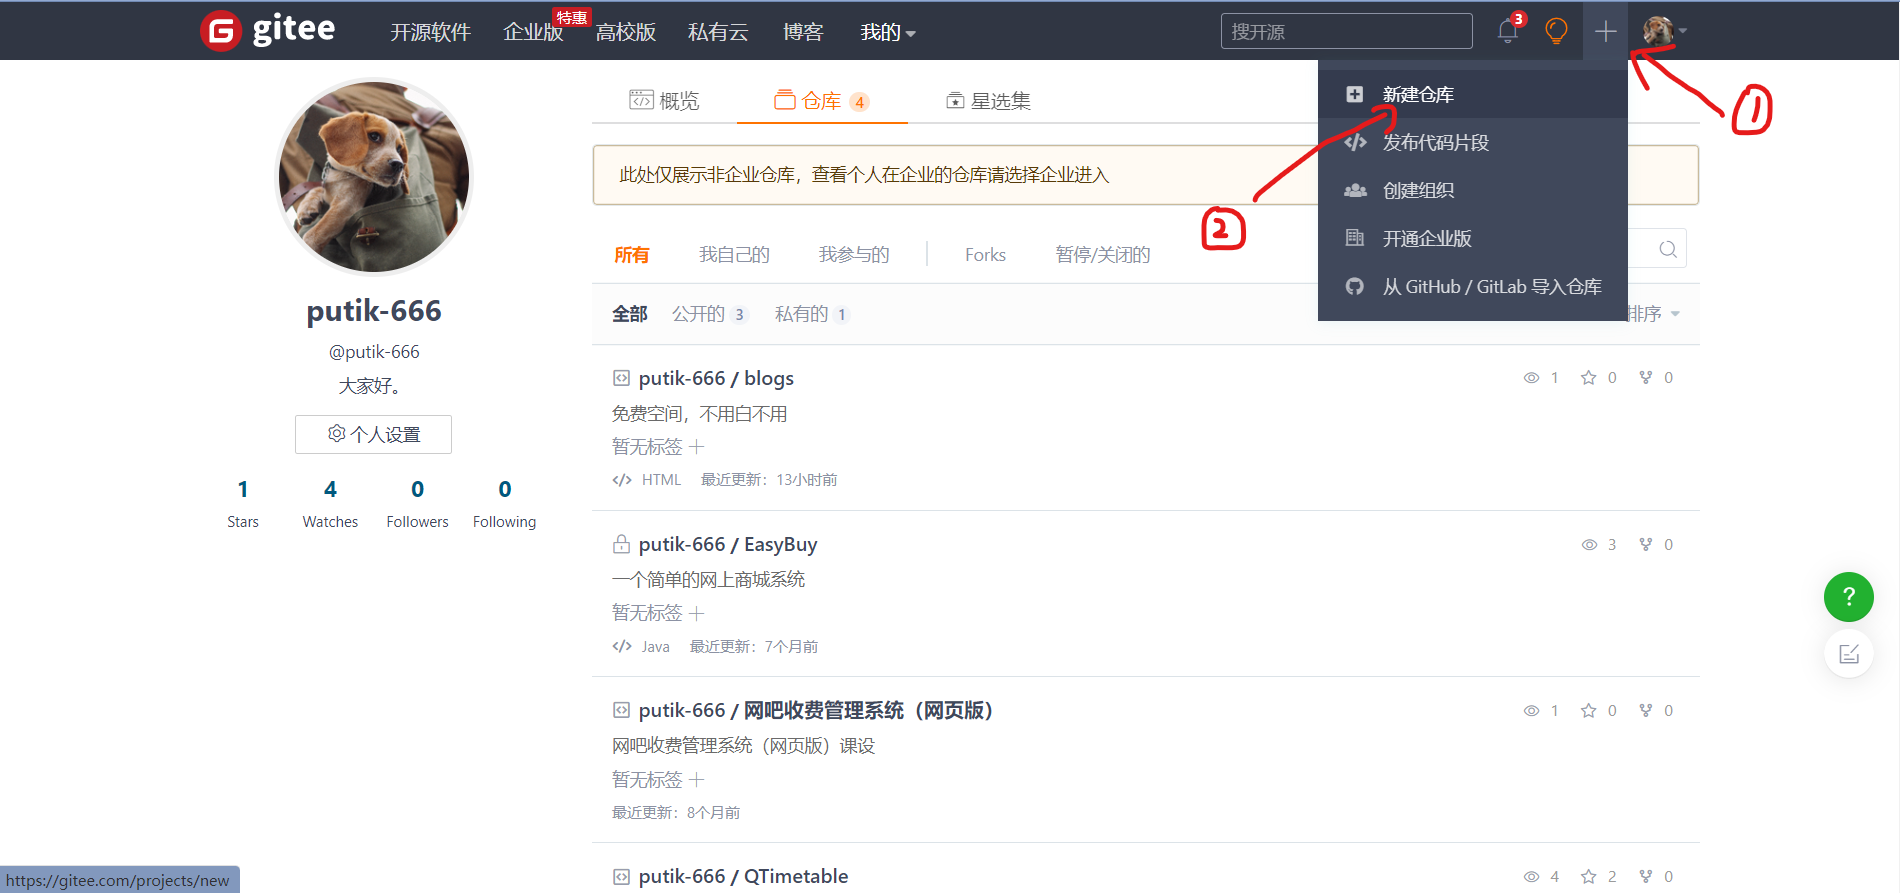 gitee
开源软件 企业版 特惠 高校版 私有云 博客 我的 搜开源 3
概览 仓库 4 星选集
新建仓库
发布代码片段
创建组织
开通企业版
从 GitHub / GitLab 导入仓库
1
2
此处仅展示非企业仓库，查看个人在企业的仓库请选择企业进入
所有 我自己的 我参与的 Forks 暂停/关闭的
全部 公开的 3 私有的 1 排序
putik-666
@putik-666
大家好。
个人设置
1 4 0 0
Stars Watches Followers Following
putik-666 / blogs 1 0 0
免费空间，不用白不用
暂无标签
HTML 最近更新：13小时前
putik-666 / EasyBuy 3 0
一个简单的网上商城系统
暂无标签
Java 最近更新：7个月前
putik-666 / 网吧收费管理系统（网页版） 1 0 0
网吧收费管理系统（网页版）课设
暂无标签
最近更新：8个月前
putik-666 / QTimetable 4 2 0
?
https://gitee.com/projects/new